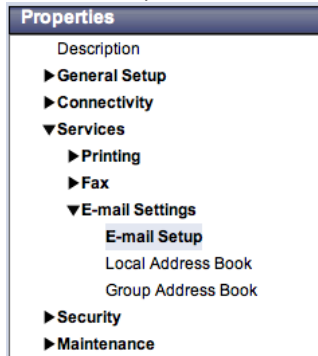 Properties
Description
▶General Setup
▶Connectivity
▼Services
▶Printing
▶Fax
▼E-mail Settings
E-mail Setup
Local Address Book
Group Address Book
▶Security
▶Maintenance